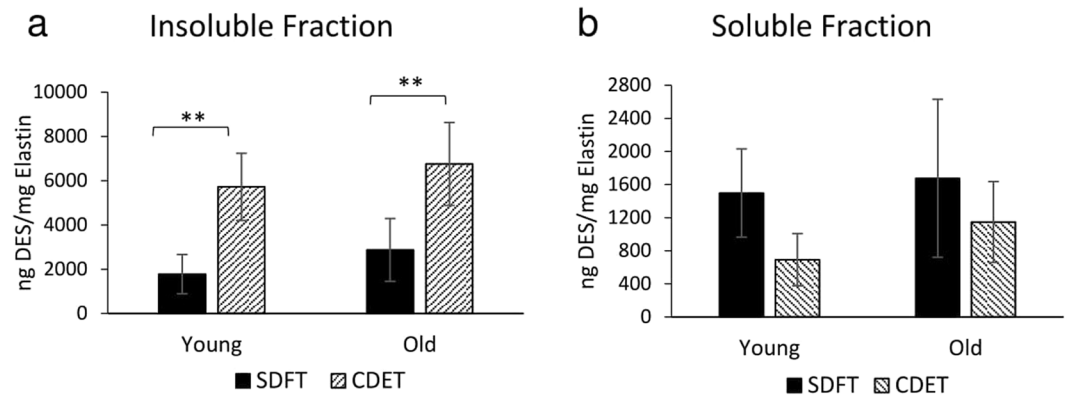 a
Insoluble Fraction
ng DES/mg Elastin
10000
8000
6000
4000
2000
0
**
**
Young
Old
SDFT
CDET
b
Soluble Fraction
ng DES/mg Elastin
2800
2400
2000
1600
1200
800
400
0
Young
Old
SDFT
CDET